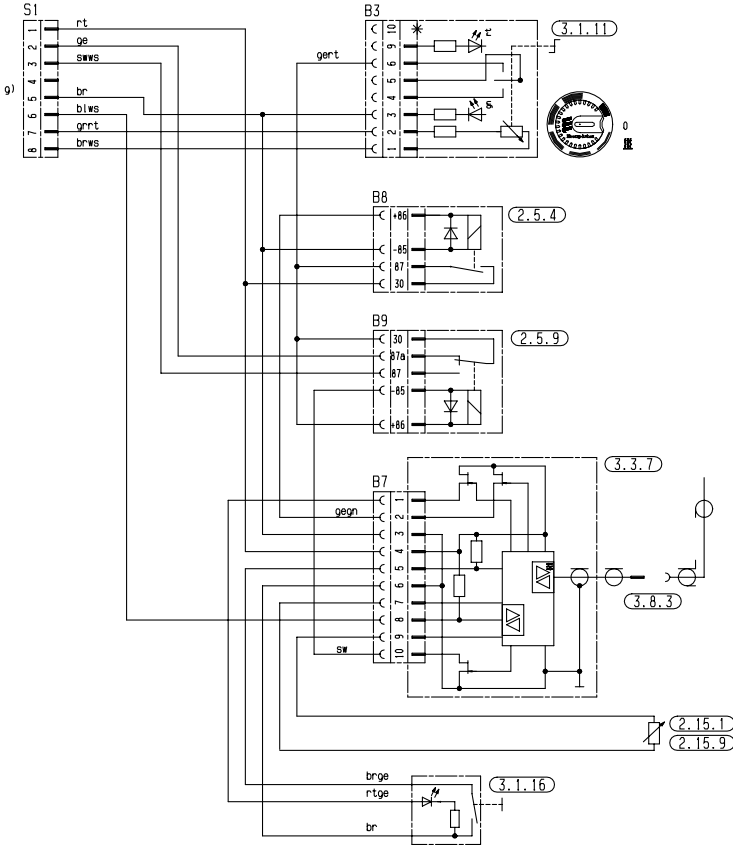 S1
1 rt
2 ge
3 swws
4
g)
5 br
6 blws
7 grrt
8 brws
B3
10
9
gert 6
5
4
3
2
1
3.1.11
0
B8
+86
-85
87
30
2.5.4
B9
30
87a
87
-85
+86
2.5.9
B7
1
gegn 2
3
4
5
6
7
8
9
sw 10
3.3.7
3.8.3
2.15.1
2.15.9
brge
rtge
br
3.1.16